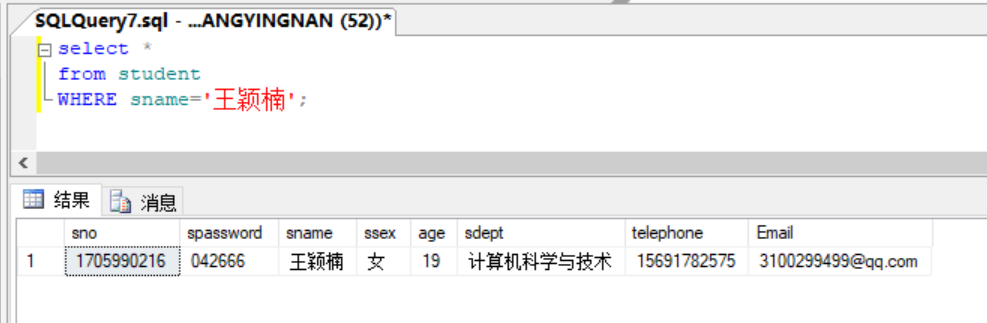 SQLQuery7.sql - ...ANGYINGNAN (52))*
select *
from student
WHERE sname='王颖楠';
结果 消息
sno spassword sname ssex age sdept telephone Email
1 1705990216 042666 王颖楠 女 19 计算机科学与技术 15691782575 3100299499@qq.com